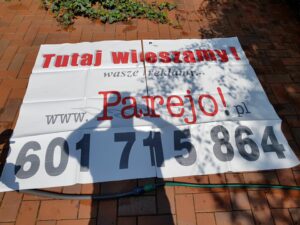 Tutaj wieszamy!
wasze reklamy...
www. Parejo!.pl
601 715 864